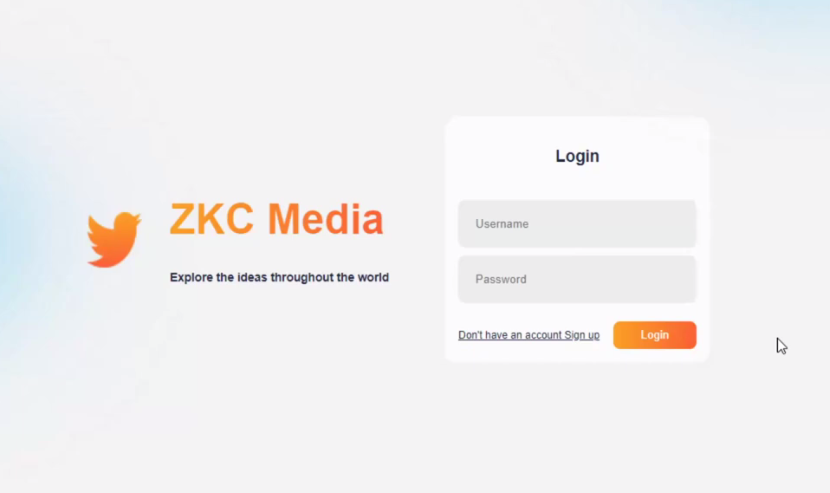 ZKC Media
Explore the ideas throughout the world
Login
Username
Password
Don't have an account Sign up
Login